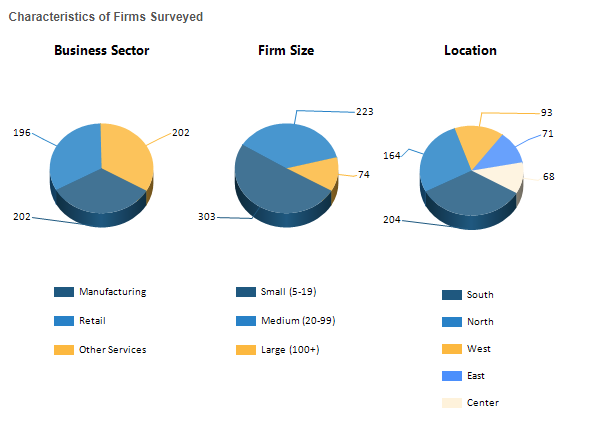 Characteristics of Firms Surveyed
Business Sector
196
202
202
Manufacturing
Retail
Other Services
Firm Size
223
74
303
Small (5-19)
Medium (20-99)
Large (100+)
Location
93
71
164
68
204
South
North
West
East
Center